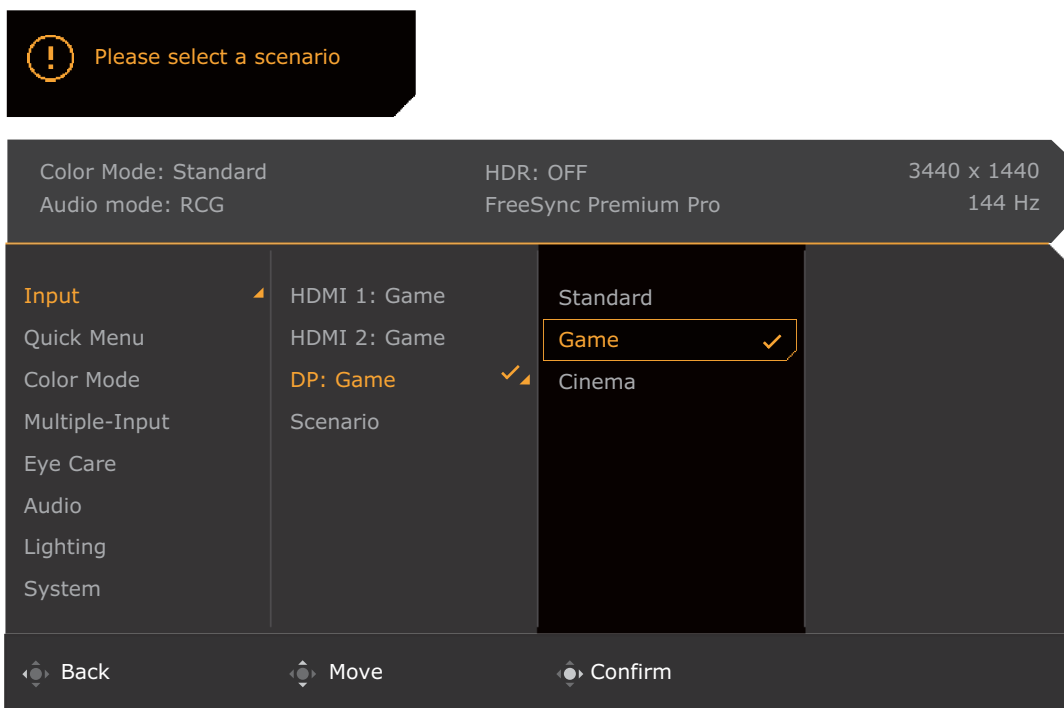 Please select a scenario
Color Mode: Standard
Audio mode: RCG
HDR: OFF
FreeSync Premium Pro
3440 x 1440
144 Hz
Input
Quick Menu
Color Mode
Multiple-Input
Eye Care
Audio
Lighting
System
HDMI 1: Game
HDMI 2: Game
DP: Game
Scenario
Standard
Game
Cinema
Back
Move
Confirm